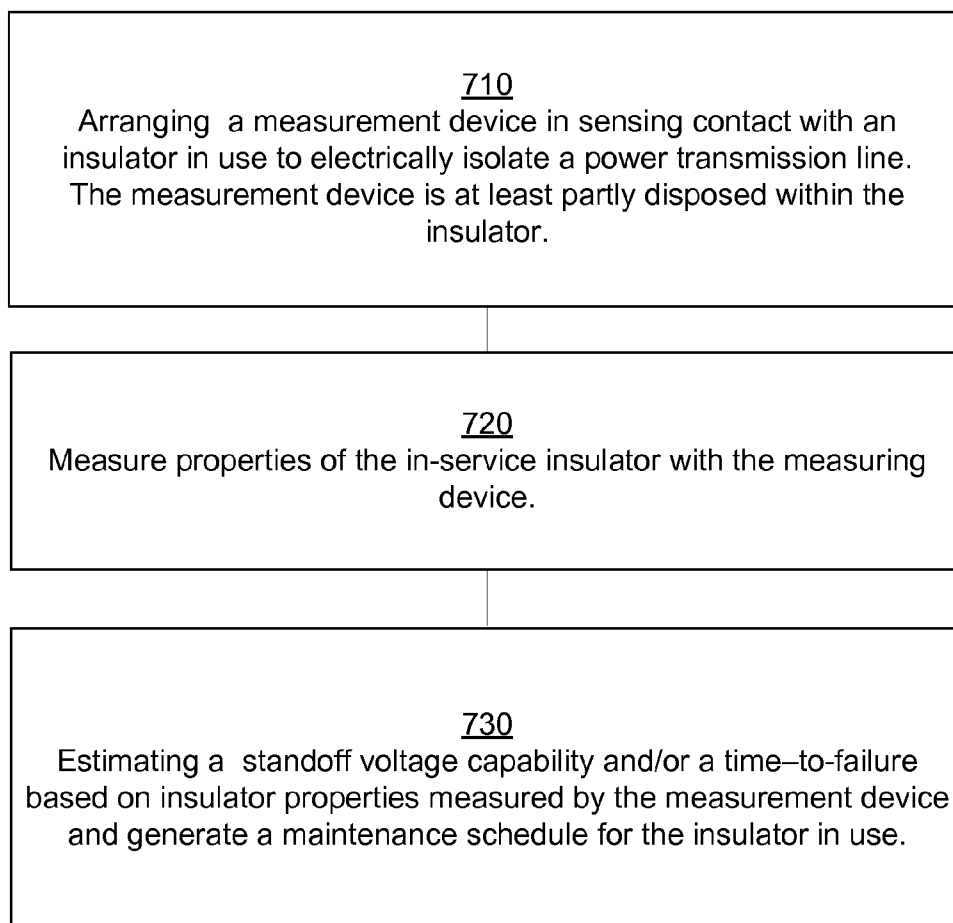 710
Arranging a measurement device in sensing contact with an
insulator in use to electrically isolate a power transmission line.
The measurement device is at least partly disposed within the
insulator.
720
Measure properties of the in-service insulator with the measuring
device.
730
Estimating a standoff voltage capability and/or a time–to-failure
based on insulator properties measured by the measurement device
and generate a maintenance schedule for the insulator in use.